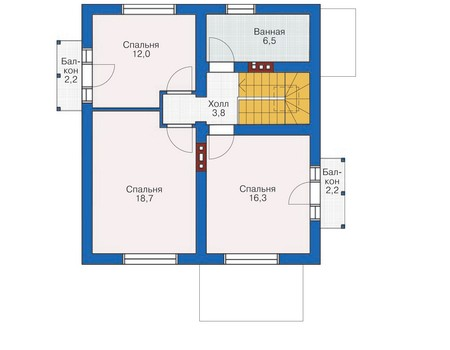 Спальня
12,0
Ванная
6,5
Бал-
кон
2,2
Холл
3,8
Спальня
18,7
Спальня
16,3
Бал-
кон
2,2